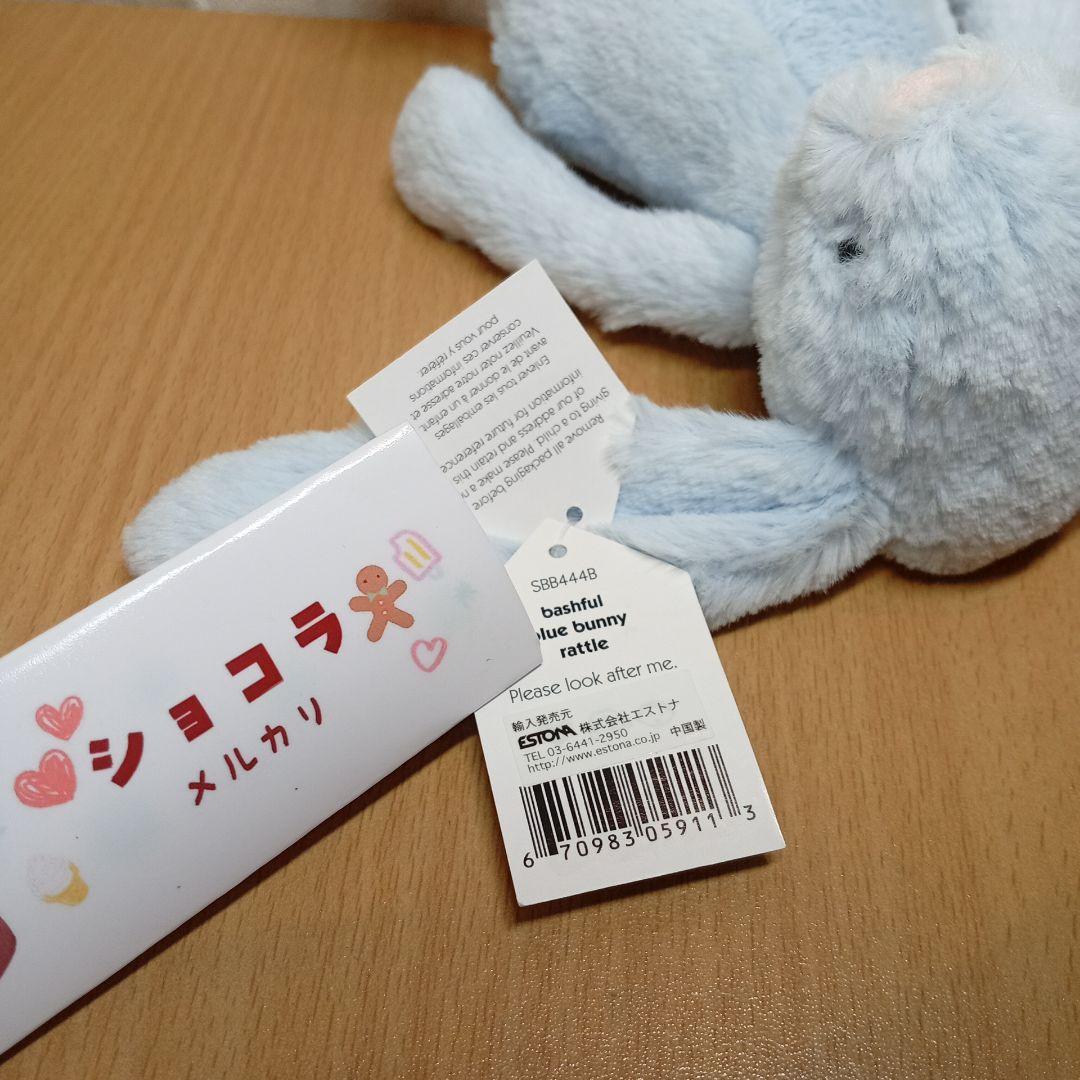 pour vous y référer.
conserver ces informations
Veuillez noter notre adresse et
avant de le donner à un enfant
Enlever tous les emballages
information for future reference
of our address and retain this
giving to a child. Please make a
Remove all packaging before
SBB444B
bashful
blue bunny
rattle
Please look after me.
輸入発売元
ESTONA 株式会社エストナ
TEL 03-6441-2950
http://www.estona.co.jp 中国製
6 70983 05911 3
ショコラ
メルカリ